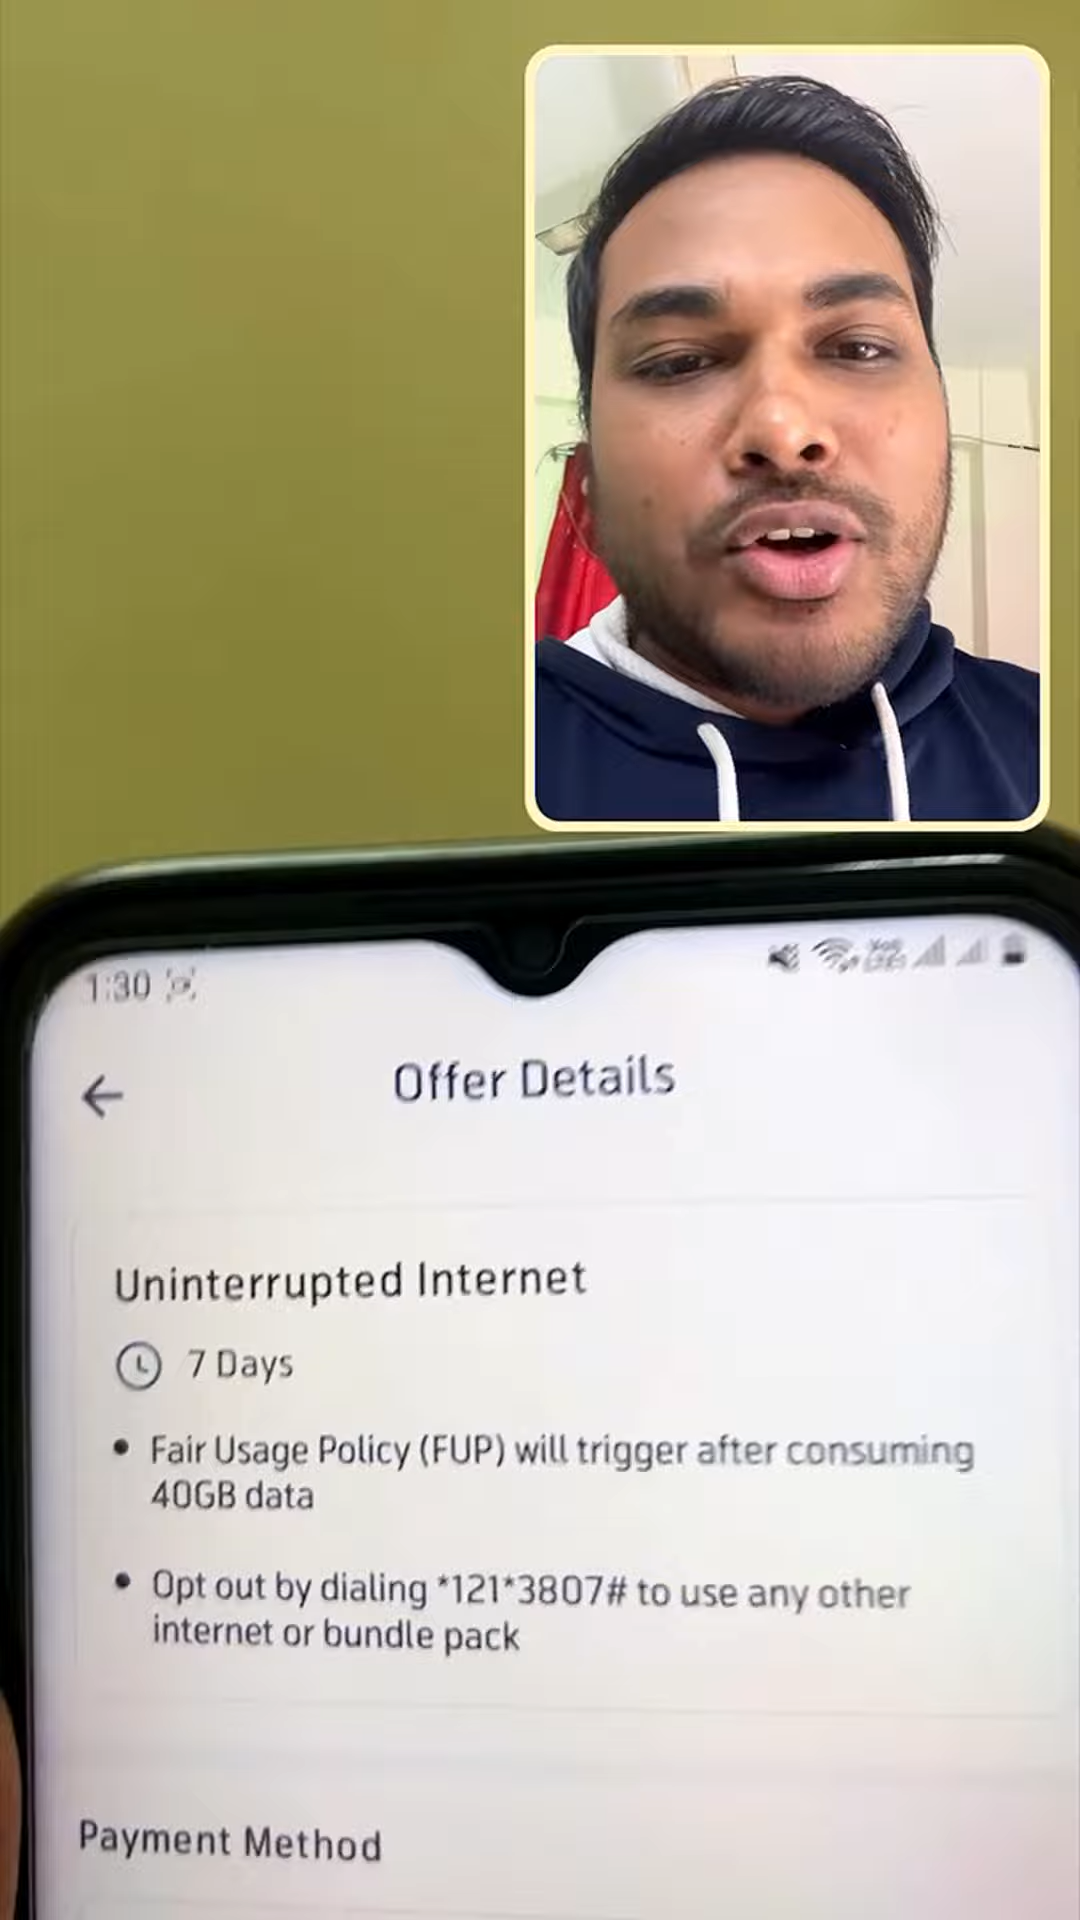 1:30
Offer Details
Uninterrupted Internet
7 Days
• Fair Usage Policy (FUP) will trigger after consuming
40GB data
• Opt out by dialing *121*3807# to use any other
internet or bundle pack
Payment Method